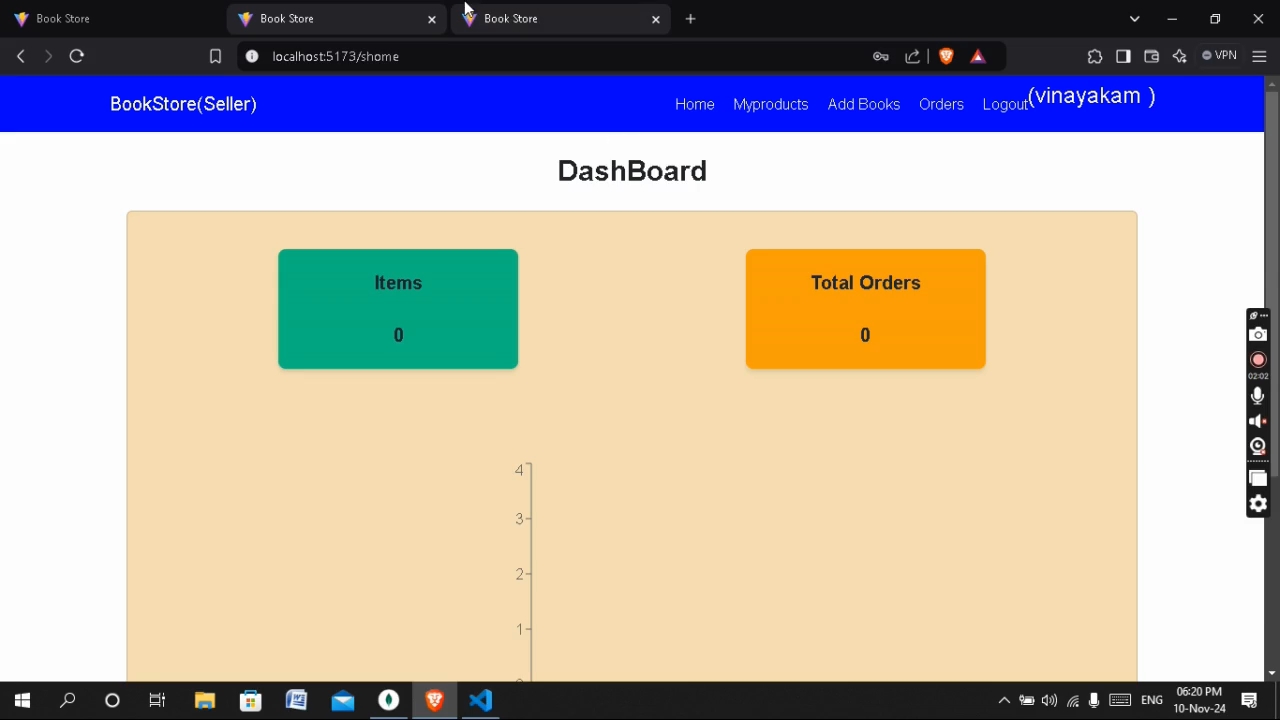 Book Store
Book Store
Book Store
localhost:5173/shome
VPN
BookStore(Seller)
Home Myproducts Add Books Orders Logout(vinayakam )
DashBoard
Items
0
Total Orders
0
4
3
2
1
02:02
ENG
06:20 PM
10-Nov-24